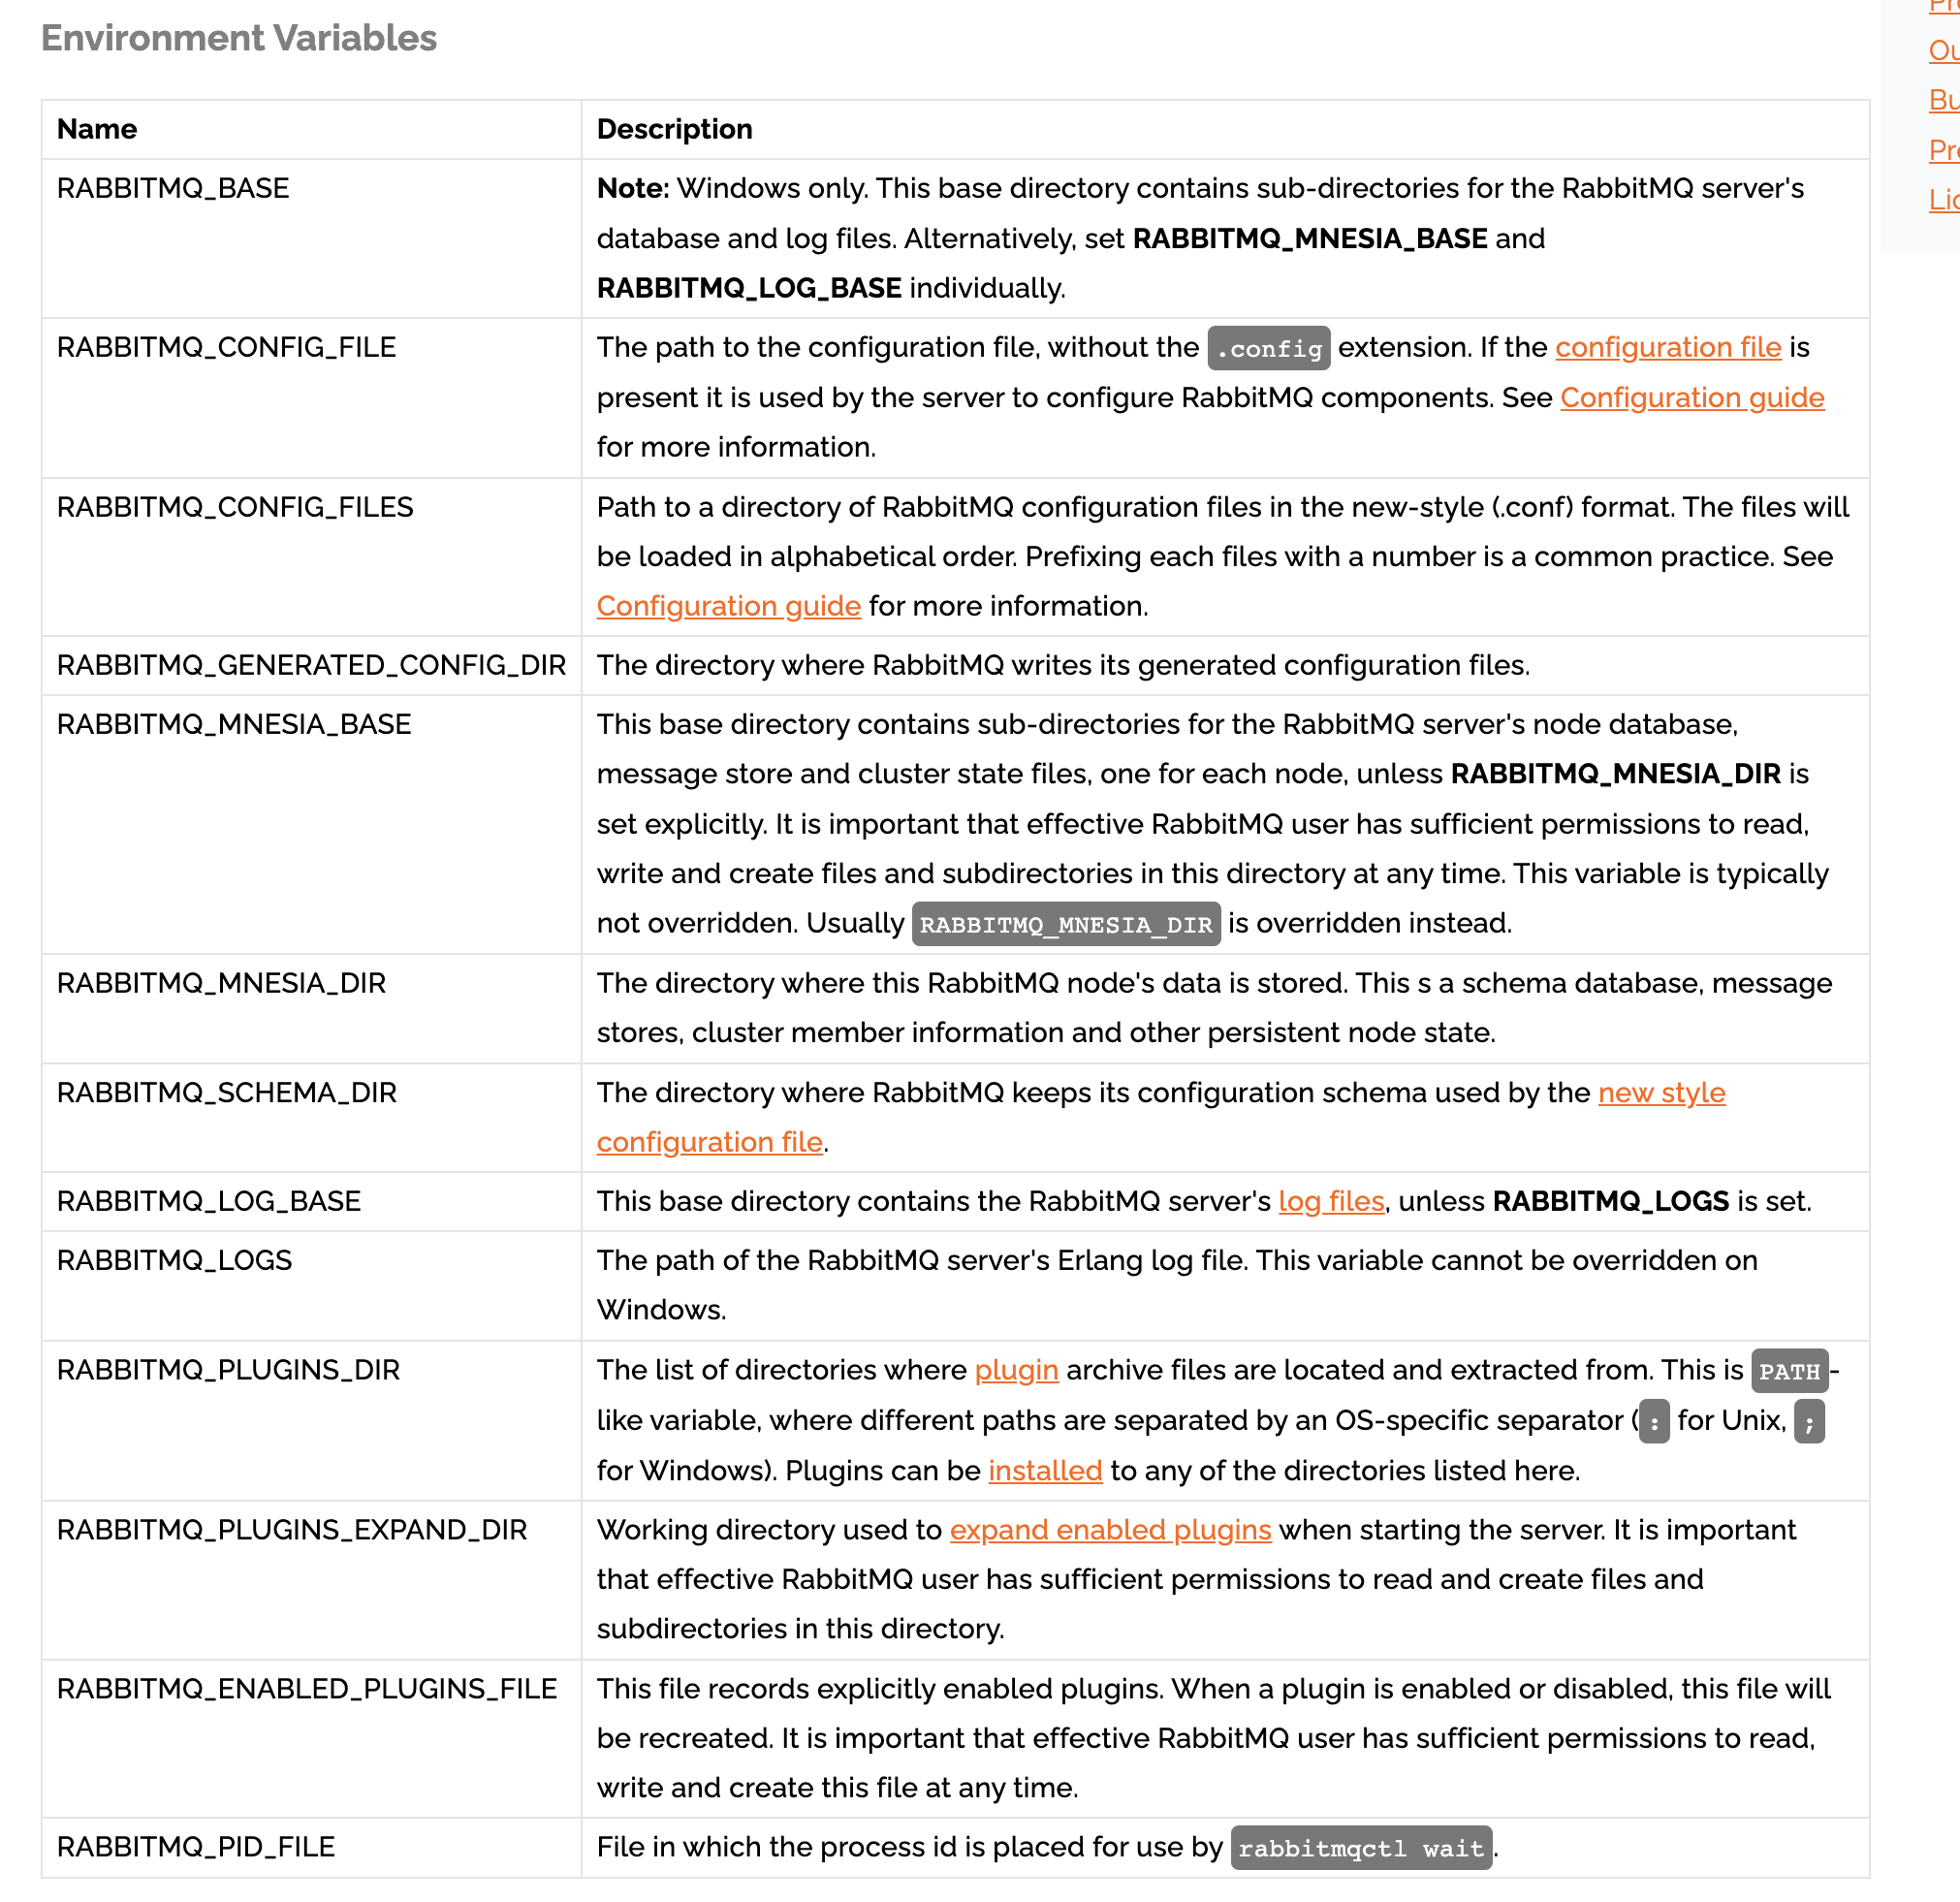 Environment Variables
Name Description
RABBITMQ_BASE Note: Windows only. This base directory contains sub-directories for the RabbitMQ server's
database and log files. Alternatively, set RABBITMQ_MNESIA_BASE and
RABBITMQ_LOG_BASE individually.
RABBITMQ_CONFIG_FILE The path to the configuration file, without the .config extension. If the configuration file is
present it is used by the server to configure RabbitMQ components. See Configuration guide
for more information.
RABBITMQ_CONFIG_FILES Path to a directory of RabbitMQ configuration files in the new-style (.conf) format. The files will
be loaded in alphabetical order. Prefixing each files with a number is a common practice. See
Configuration guide for more information.
RABBITMQ_GENERATED_CONFIG_DIR The directory where RabbitMQ writes its generated configuration files.
RABBITMQ_MNESIA_BASE This base directory contains sub-directories for the RabbitMQ server's node database,
message store and cluster state files, one for each node, unless RABBITMQ_MNESIA_DIR is
set explicitly. It is important that effective RabbitMQ user has sufficient permissions to read,
write and create files and subdirectories in this directory at any time. This variable is typically
not overridden. Usually RABBITMQ_MNESIA_DIR is overridden instead.
RABBITMQ_MNESIA_DIR The directory where this RabbitMQ node's data is stored. This s a schema database, message
stores, cluster member information and other persistent node state.
RABBITMQ_SCHEMA_DIR The directory where RabbitMQ keeps its configuration schema used by the new style
configuration file.
RABBITMQ_LOG_BASE This base directory contains the RabbitMQ server's log files, unless RABBITMQ_LOGS is set.
RABBITMQ_LOGS The path of the RabbitMQ server's Erlang log file. This variable cannot be overridden on
Windows.
RABBITMQ_PLUGINS_DIR The list of directories where plugin archive files are located and extracted from. This is PATH-
like variable, where different paths are separated by an OS-specific separator (: for Unix, ;
for Windows). Plugins can be installed to any of the directories listed here.
RABBITMQ_PLUGINS_EXPAND_DIR Working directory used to expand enabled plugins when starting the server. It is important
that effective RabbitMQ user has sufficient permissions to read and create files and
subdirectories in this directory.
RABBITMQ_ENABLED_PLUGINS_FILE This file records explicitly enabled plugins. When a plugin is enabled or disabled, this file will
be recreated. It is important that effective RabbitMQ user has sufficient permissions to read,
write and create this file at any time.
RABBITMQ_PID_FILE File in which the process id is placed for use by rabbitmqctl wait.